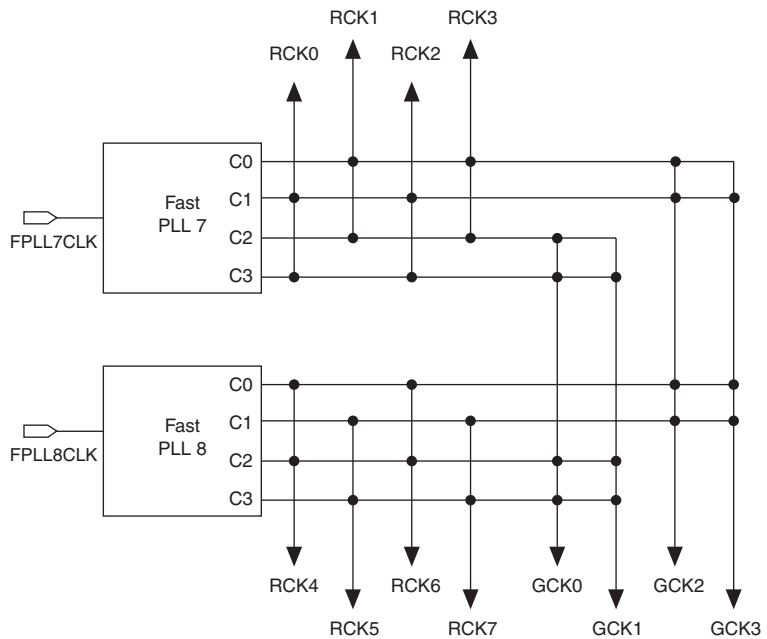 RCK1
RCK3
RCK0
RCK2
C0
C1
Fast
PLL 7
C2
C3
FPLL7CLK
C0
C1
Fast
PLL 8
C2
C3
FPLL8CLK
RCK4
RCK6
GCK0
GCK2
RCK5
RCK7
GCK1
GCK3